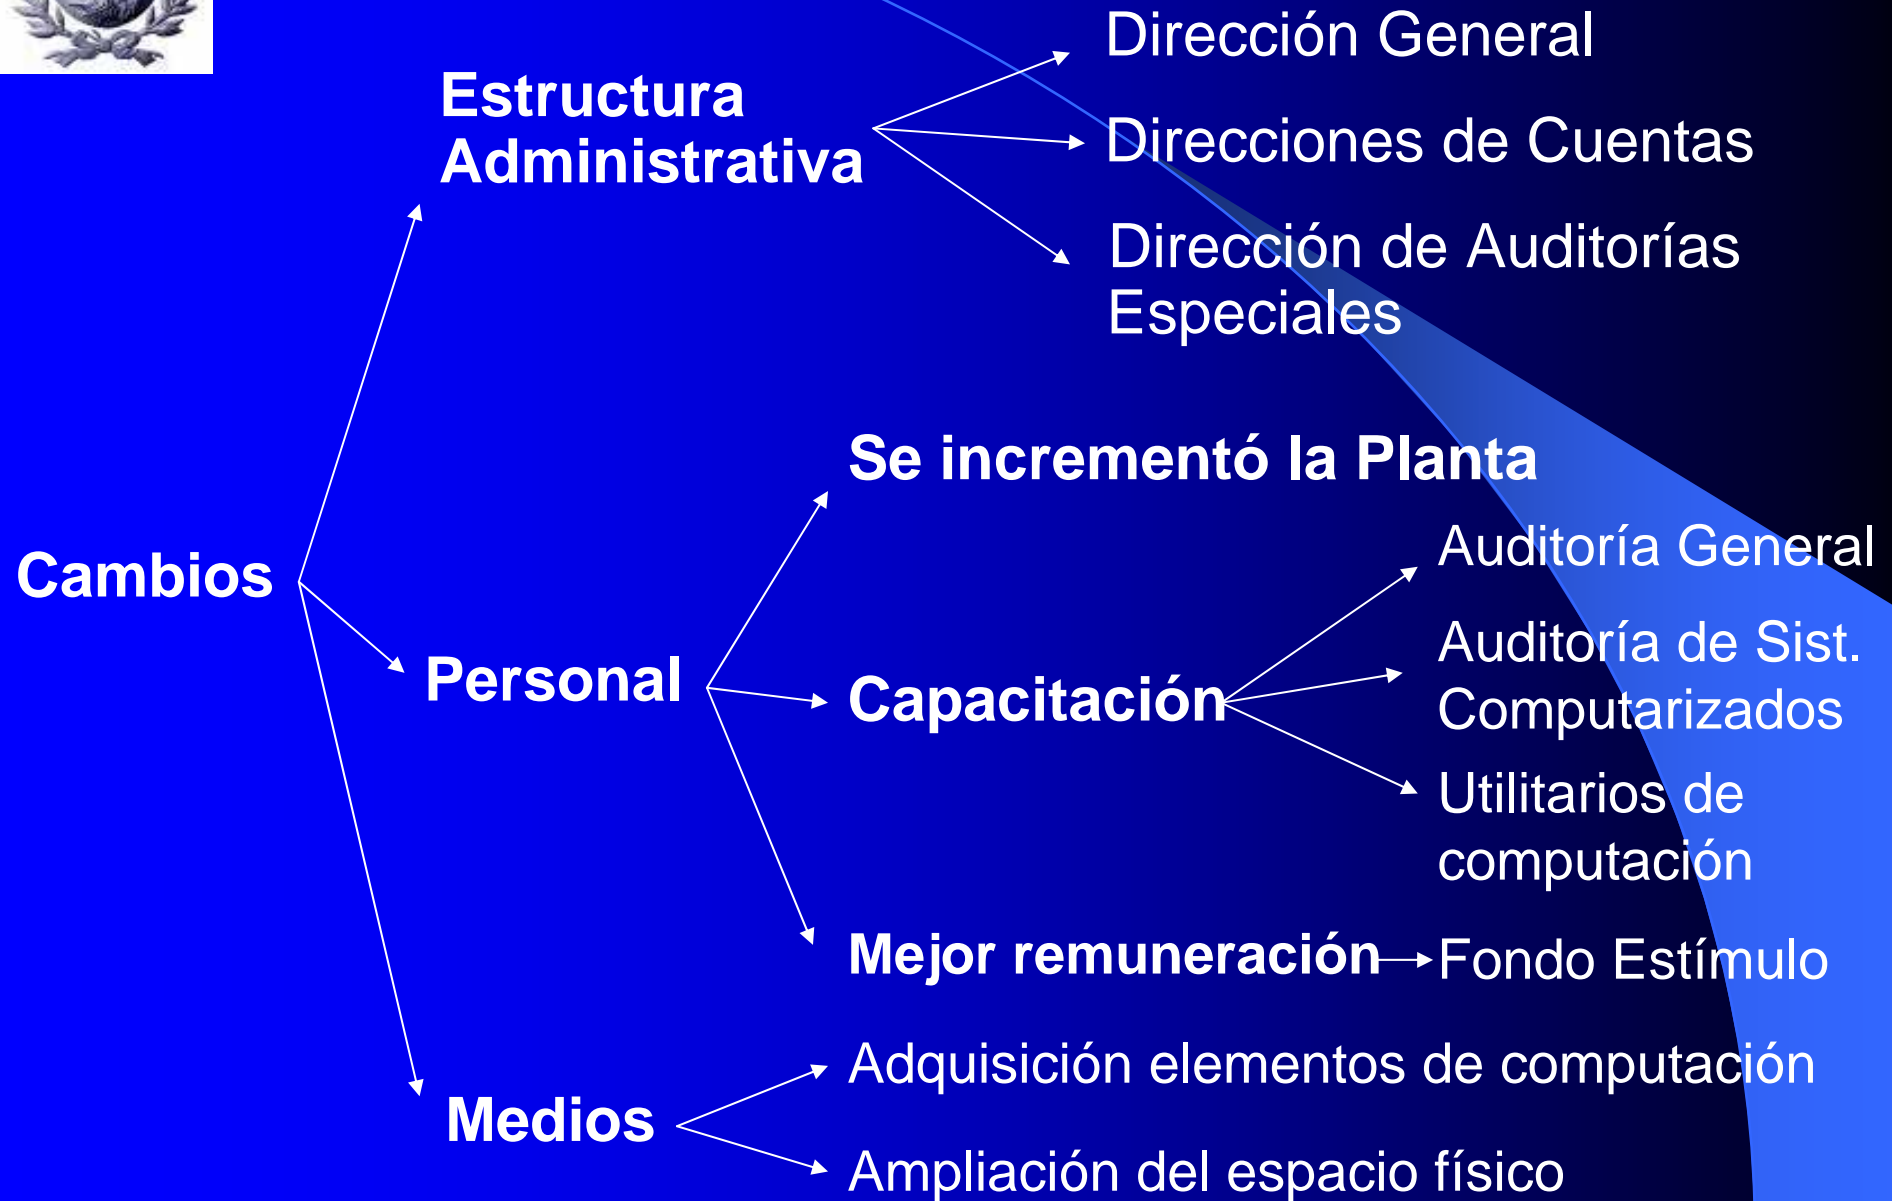 Dirección General
Estructura
Administrativa
Direcciones de Cuentas
Dirección de Auditorías
Especiales
Se incrementó la Planta
Cambios
Personal
Capacitación
Auditoría General
Auditoría de Sist.
Computarizados
Utilitarios de
computación
Mejor remuneración
Fondo Estímulo
Medios
Adquisición elementos de computación
Ampliación del espacio físico